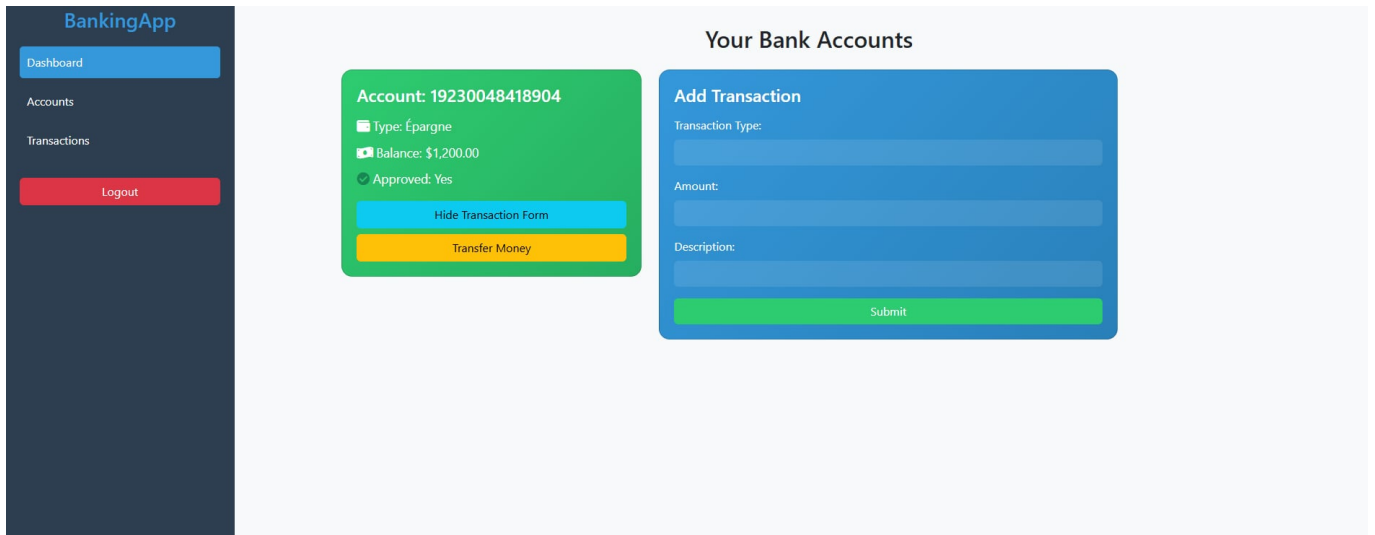 BankingApp
Dashboard
Accounts
Transactions
Logout
Your Bank Accounts
Account: 19230048418904
Type: Épargne
Balance: $1,200.00
Approved: Yes
Hide Transaction Form
Transfer Money
Add Transaction
Transaction Type:
Amount:
Description:
Submit